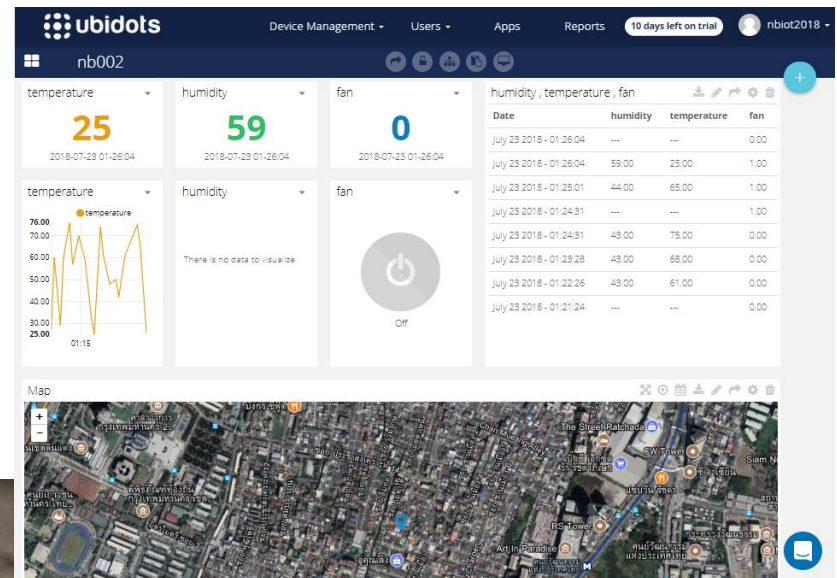 ubidots
Device Management
Users
Apps
Reports
10 days left on trial
nbiot2018
nb002
temperature
25
2018-07-23 01-26:04
humidity
59
2018-07-23 01-26:04
fan
0
2018-07-23 01-26:04
humidity , temperature , fan
Date humidity temperature fan
July 23 2018 - 01:26:04 --- --- 0.00
July 23 2018 - 01:26:04 59.00 25.00 1.00
July 23 2018 - 01:25:01 44.00 65.00 1.00
July 23 2018 - 01:24:31 --- --- 1.00
July 23 2018 - 01:24:31 43.00 75.00 0.00
July 23 2018 - 01:23:28 43.00 68.00 0.00
July 23 2018 - 01:22:26 43.00 61.00 0.00
July 23 2018 - 01:21:24 --- --- 0.00
temperature
temperature
76.00
70.00
60.00
50.00
40.00
30.00
25.00
01:15
humidity
There is no data to visualize
fan
Off
Map
+
−
The Street
Ratchada
CW Tower
Siam
RS Tower
Art In Paradise